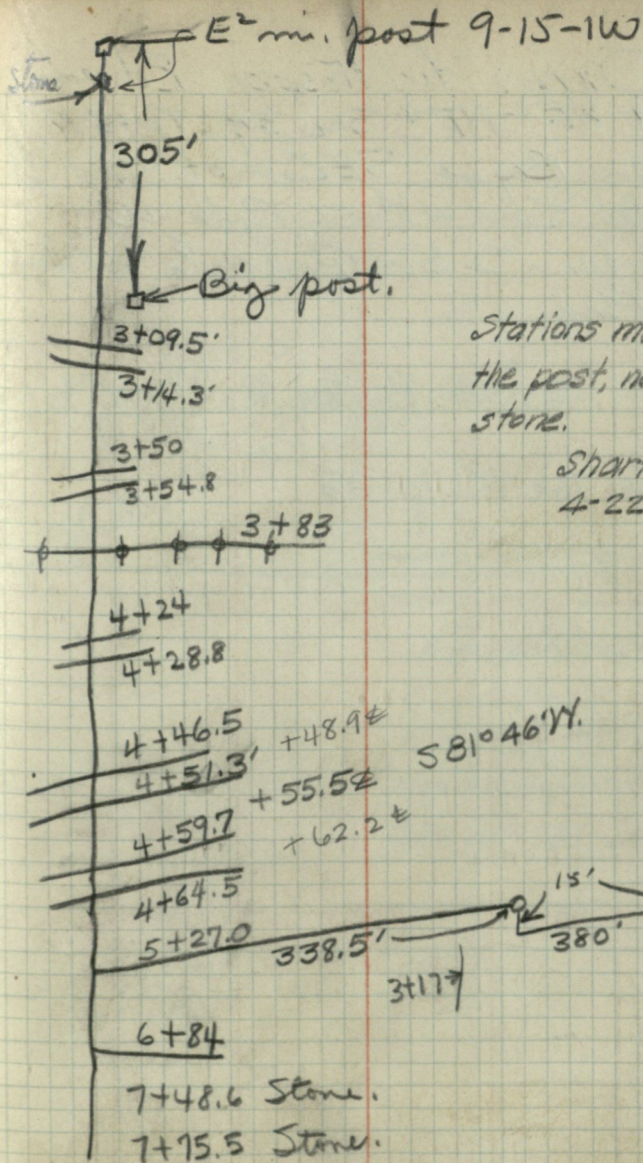 E² mi. post 9-15-1W
Stone
305'
Big post.
3+09.5'
3+14.3'
Stations
the post,
stone.
3+50
3+54.8
4-22
3+83
4+24
4+28.8
4+46.5 +48.9 ⅊
S 81° 46' W.
4+51.3' +55.5 ⅊
4+59.7 +62.2 ⅊
4+64.5
15'
5+27.0 338.5' 380'
3+17
6+84
7+48.6 Stone.
7+75.5 Stone.